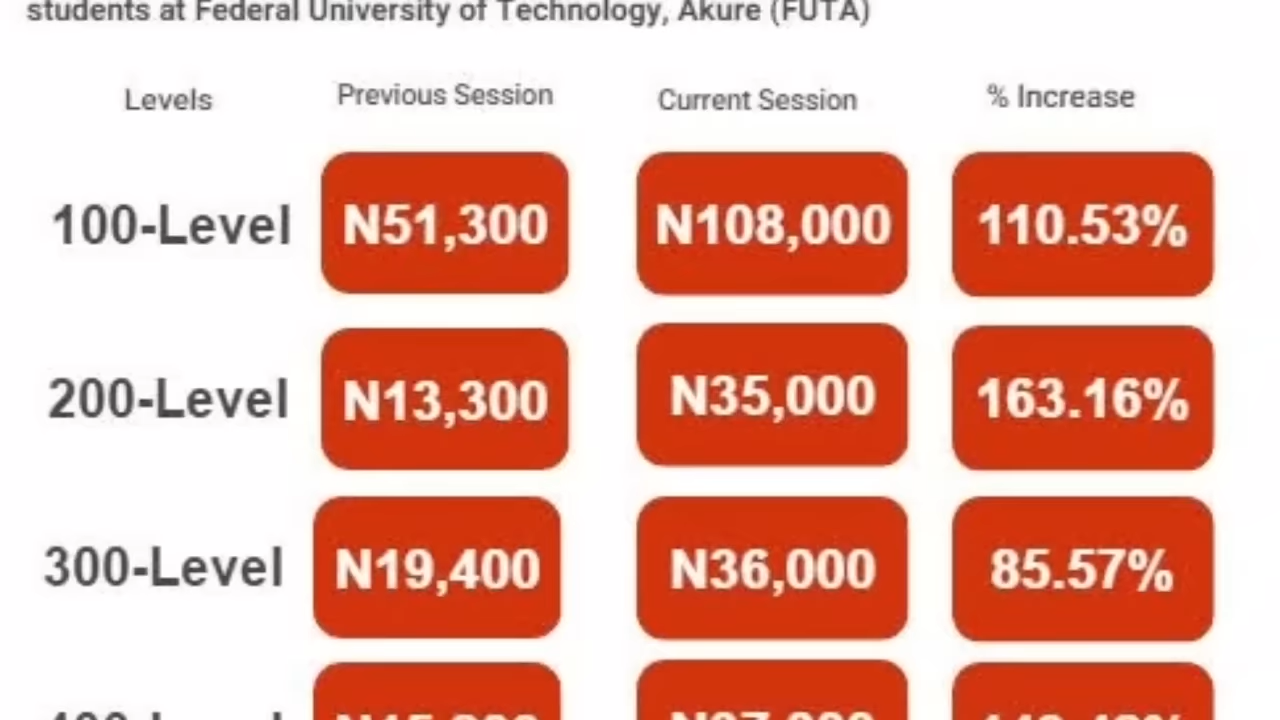 students at Federal University of Technology, Akure (FUTA)
Levels Previous Session Current Session % Increase
100-Level N51,300 N108,000 110.53%
200-Level N13,300 N35,000 163.16%
300-Level N19,400 N36,000 85.57%